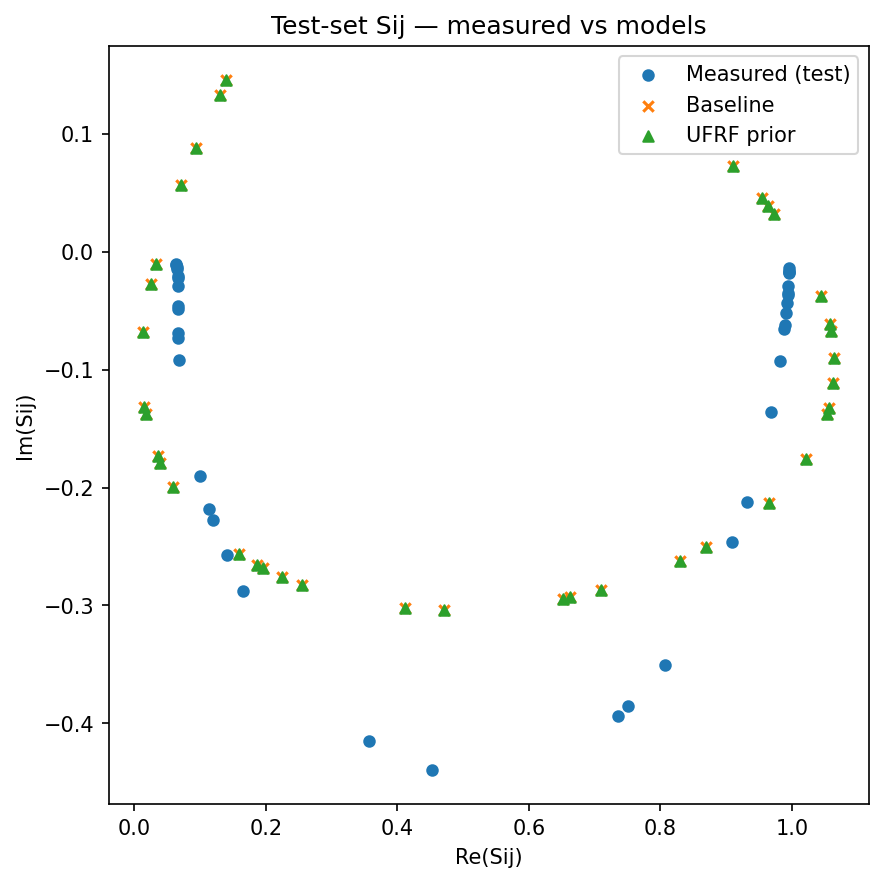 Test-set Sij — measured vs models
Measured (test)
Baseline
UFRF prior
0.1
0.0
−0.1
−0.2
−0.3
−0.4
Im(Sij)
0.0 0.2 0.4 0.6 0.8 1.0
Re(Sij)